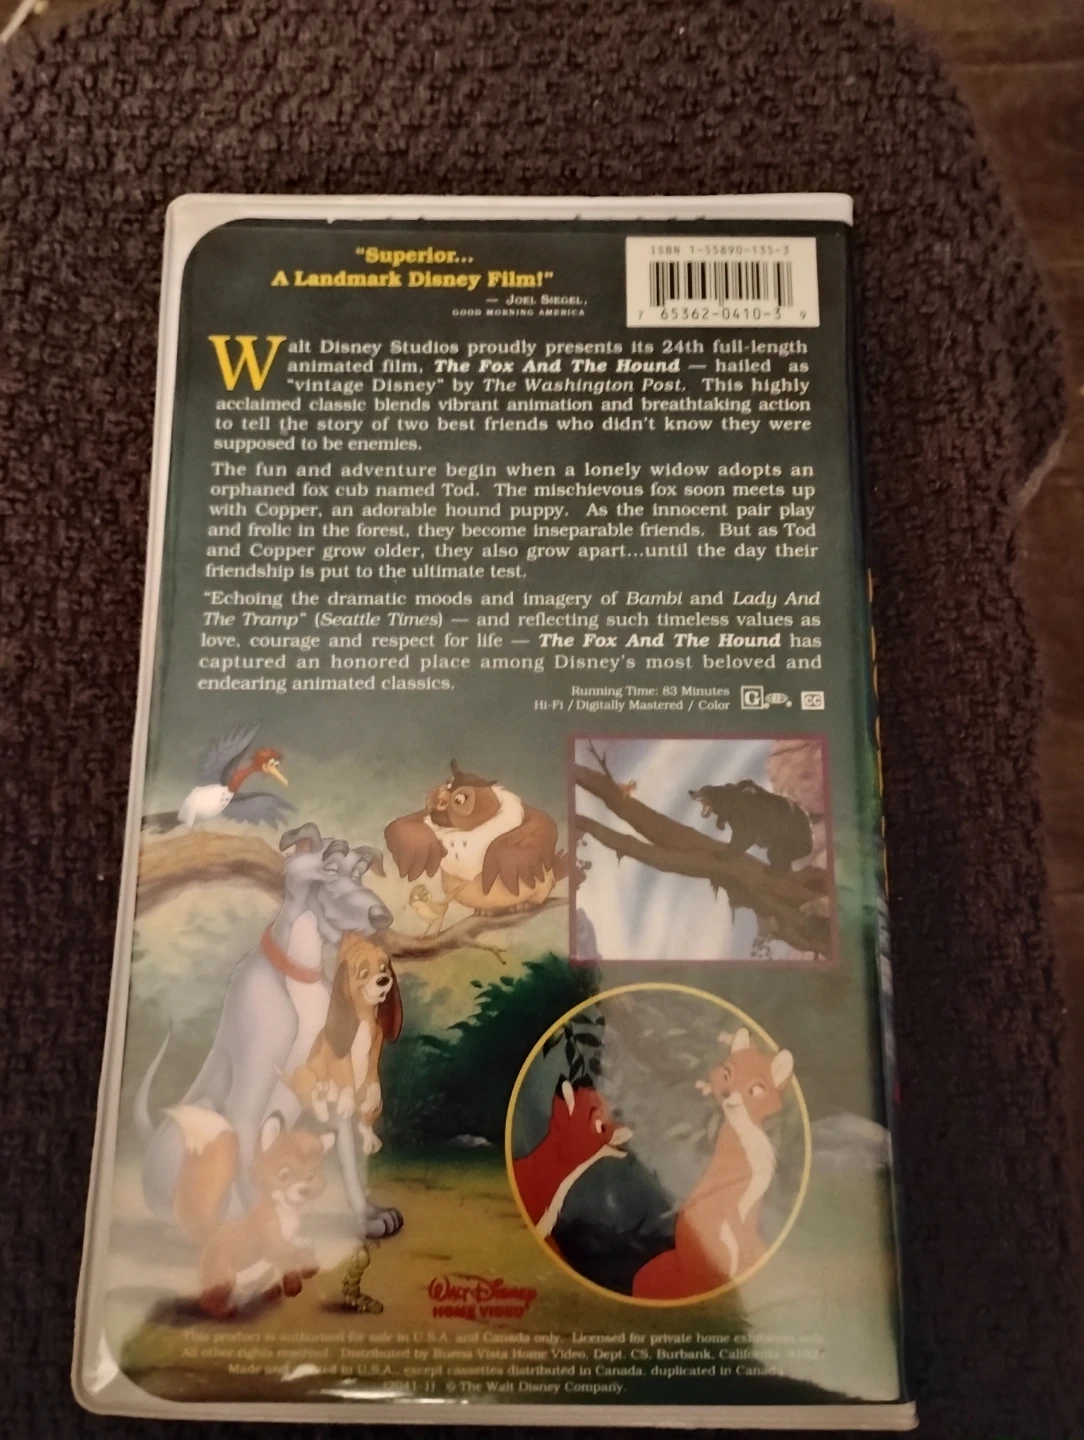 "Superior...
A Landmark Disney Film!"
— JOEL SIEGEL,
GOOD MORNING AMERICA
ISBN 1-55890-135-3
7 65362-0410-3 9
Walt Disney Studios proudly presents its 24th full-length
animated film, The Fox And The Hound — hailed as
"vintage Disney" by The Washington Post. This highly
acclaimed classic blends vibrant animation and breathtaking action
to tell the story of two best friends who didn't know they were
supposed to be enemies.
The fun and adventure begin when a lonely widow adopts an
orphaned fox cub named Tod. The mischievous fox soon meets up
with Copper, an adorable hound puppy. As the innocent pair play
and frolic in the forest, they become inseparable friends. But as Tod
and Copper grow older, they also grow apart...until the day their
friendship is put to the ultimate test.
"Echoing the dramatic moods and imagery of Bambi and Lady And
The Tramp" (Seattle Times) — and reflecting such timeless values as
love, courage and respect for life — The Fox And The Hound has
captured an honored place among Disney's most beloved and
endearing animated classics.
Running Time: 83 Minutes
Hi-Fi / Digitally Mastered / Color
G
CC
Walt Disney
HOME VIDEO
This product is authorized for sale in U.S.A. and Canada only. Licensed for private home exhibition only.
All other rights reserved. Distributed by Buena Vista Home Video, Dept. CS, Burbank, California
Made and to U.S.A., except cassettes distributed in Canada, duplicated in Canada
© The Walt Disney Company.